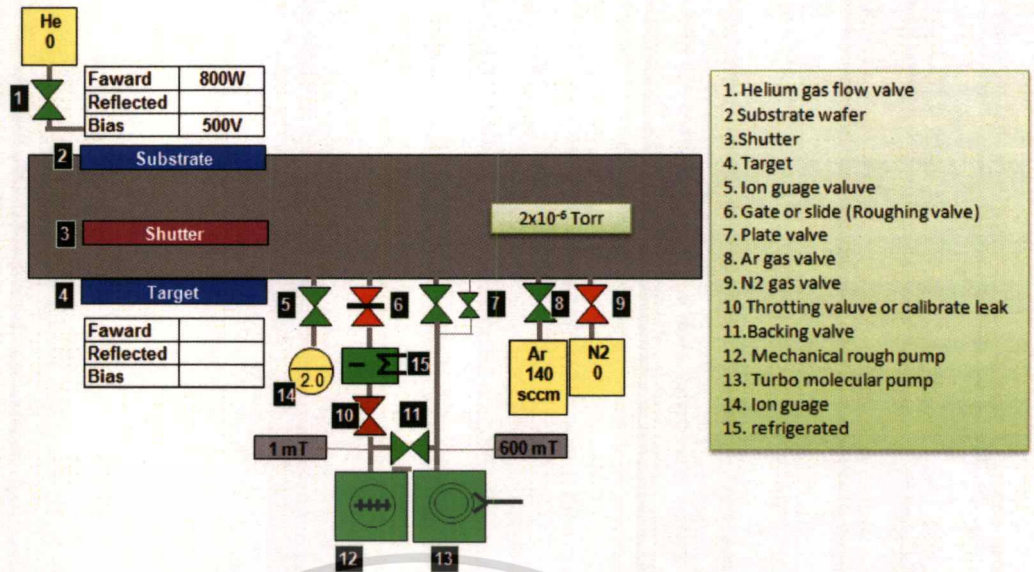 He
0
1
Faward 800W
Reflected
Bias 500V
2 Substrate
3 Shutter
2x10⁻⁶ Torr
4 Target
5
6
7
8
9
Faward
Reflected
Bias
14
2.0
- Σ
15
Ar
140
sccm
N2
0
10
11
1 mT
600 mT
12
13
1. Helium gas flow valve
2 Substrate wafer
3.Shutter
4. Target
5. Ion guage valuve
6. Gate or slide (Roughing valve)
7. Plate valve
8. Ar gas valve
9. N2 gas valve
10 Throtting valuve or calibrate leak
11.Backing valve
12. Mechanical rough pump
13. Turbo molecular pump
14. Ion guage
15. refrigerated